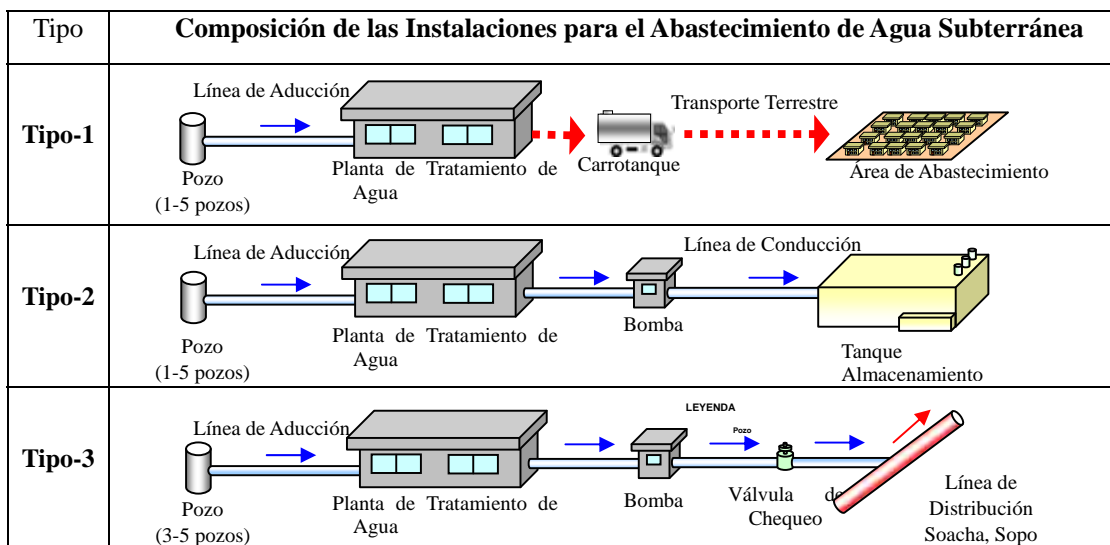 Tipo
Composición de las Instalaciones para el Abastecimiento de Agua Subterránea
Tipo-1
Línea de Aducción
Pozo
(1-5 pozos)
Planta de Tratamiento de
Agua
Carrotanque
Transporte Terrestre
Área de Abastecimiento
Tipo-2
Línea de Aducción
Pozo
(1-5 pozos)
Planta de Tratamiento de
Agua
Bomba
Línea de Conducción
Tanque
Almacenamiento
Tipo-3
Línea de Aducción
Pozo
(3-5 pozos)
Planta de Tratamiento de
Agua
Bomba
LEYENDA
Pozo
Válvula de
Chequeo
Línea de
Distribución
Soacha, Sopo